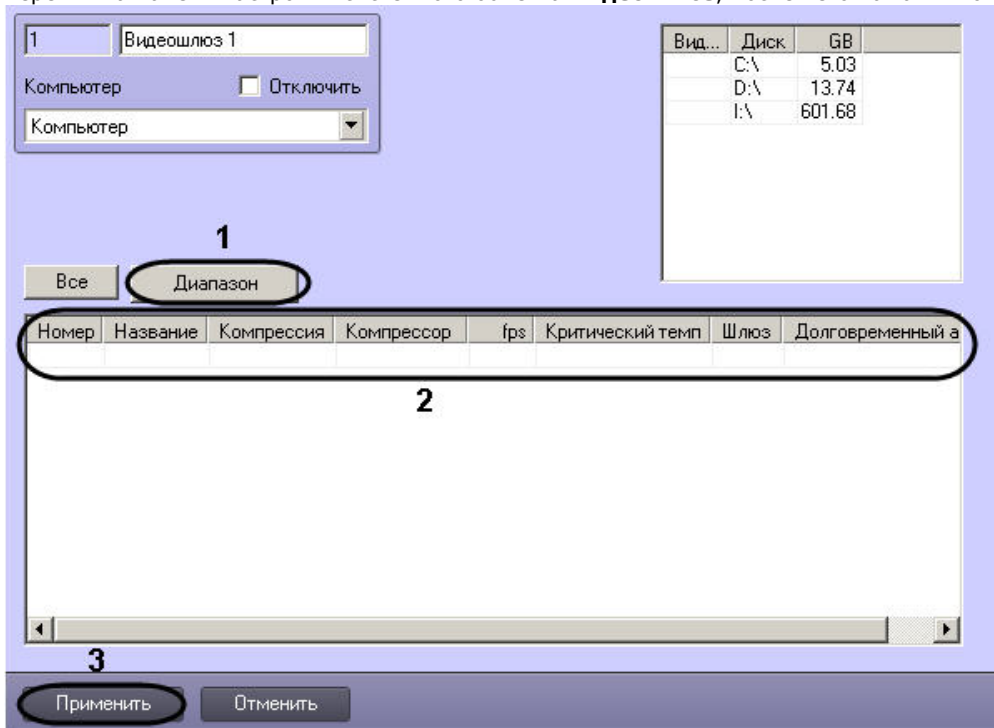 1 Видеошлюз 1
Компьютер Отключить
Компьютер
Вид... Диск GB
C:\ 5.03
D:\ 13.74
I:\ 601.68
1
Все Диапазон
Номер Название Компрессия Компрессор fps Критический темп Шлюз Долговременный а
2
3
Применить Отменить